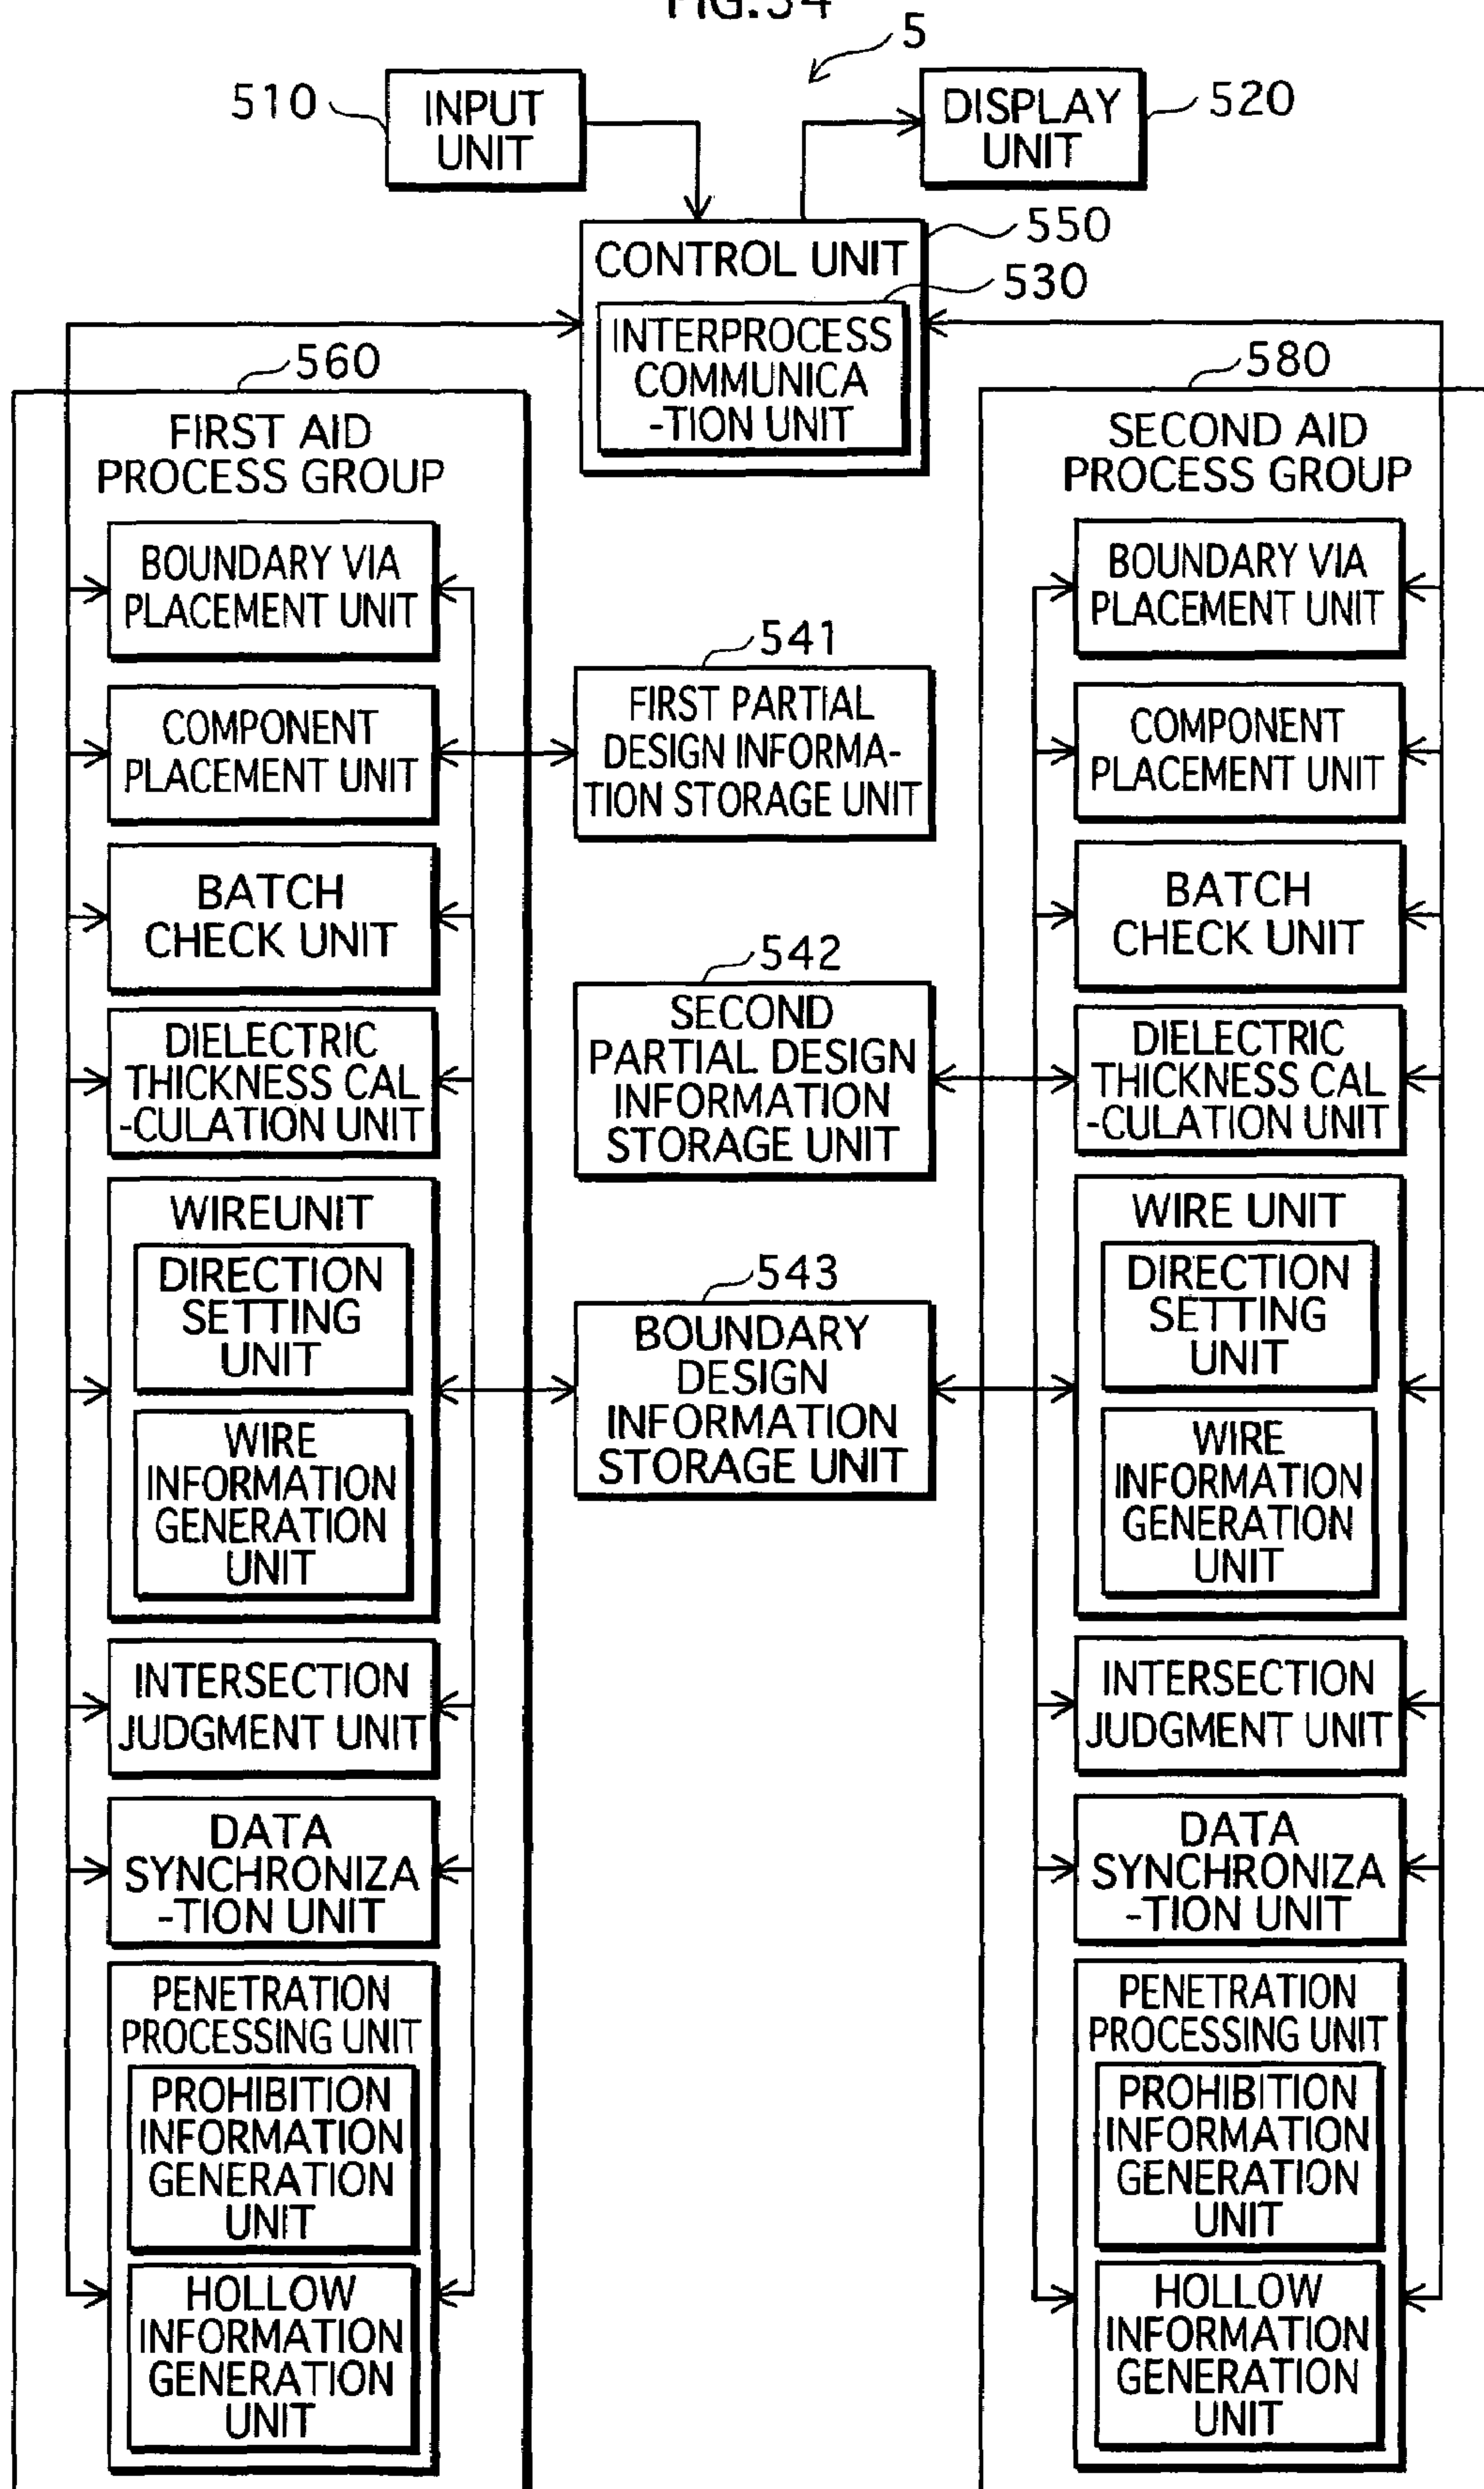 FIG.34
5
510
INPUT
UNIT
DISPLAY
UNIT
520
550
CONTROL UNIT
530
INTERPROCESS
COMMUNICA
-TION UNIT
560
FIRST AID
PROCESS GROUP
BOUNDARY VIA
PLACEMENT UNIT
COMPONENT
PLACEMENT UNIT
BATCH
CHECK UNIT
DIELECTRIC
THICKNESS CAL
-CULATION UNIT
WIREUNIT
DIRECTION
SETTING
UNIT
WIRE
INFORMATION
GENERATION
UNIT
INTERSECTION
JUDGMENT UNIT
DATA
SYNCHRONIZA
-TION UNIT
PENETRATION
PROCESSING UNIT
PROHIBITION
INFORMATION
GENERATION
UNIT
HOLLOW
INFORMATION
GENERATION
UNIT
541
FIRST PARTIAL
DESIGN INFORMA-
TION STORAGE UNIT
542
SECOND
PARTIAL DESIGN
INFORMATION
STORAGE UNIT
543
BOUNDARY
DESIGN
INFORMATION
STORAGE UNIT
580
SECOND AID
PROCESS GROUP
BOUNDARY VIA
PLACEMENT UNIT
COMPONENT
PLACEMENT UNIT
BATCH
CHECK UNIT
DIELECTRIC
THICKNESS CAL
-CULATION UNIT
WIRE UNIT
DIRECTION
SETTING
UNIT
WIRE
INFORMATION
GENERATION
UNIT
INTERSECTION
JUDGMENT UNIT
DATA
SYNCHRONIZA
-TION UNIT
PENETRATION
PROCESSING UNIT
PROHIBITION
INFORMATION
GENERATION
UNIT
HOLLOW
INFORMATION
GENERATION
UNIT